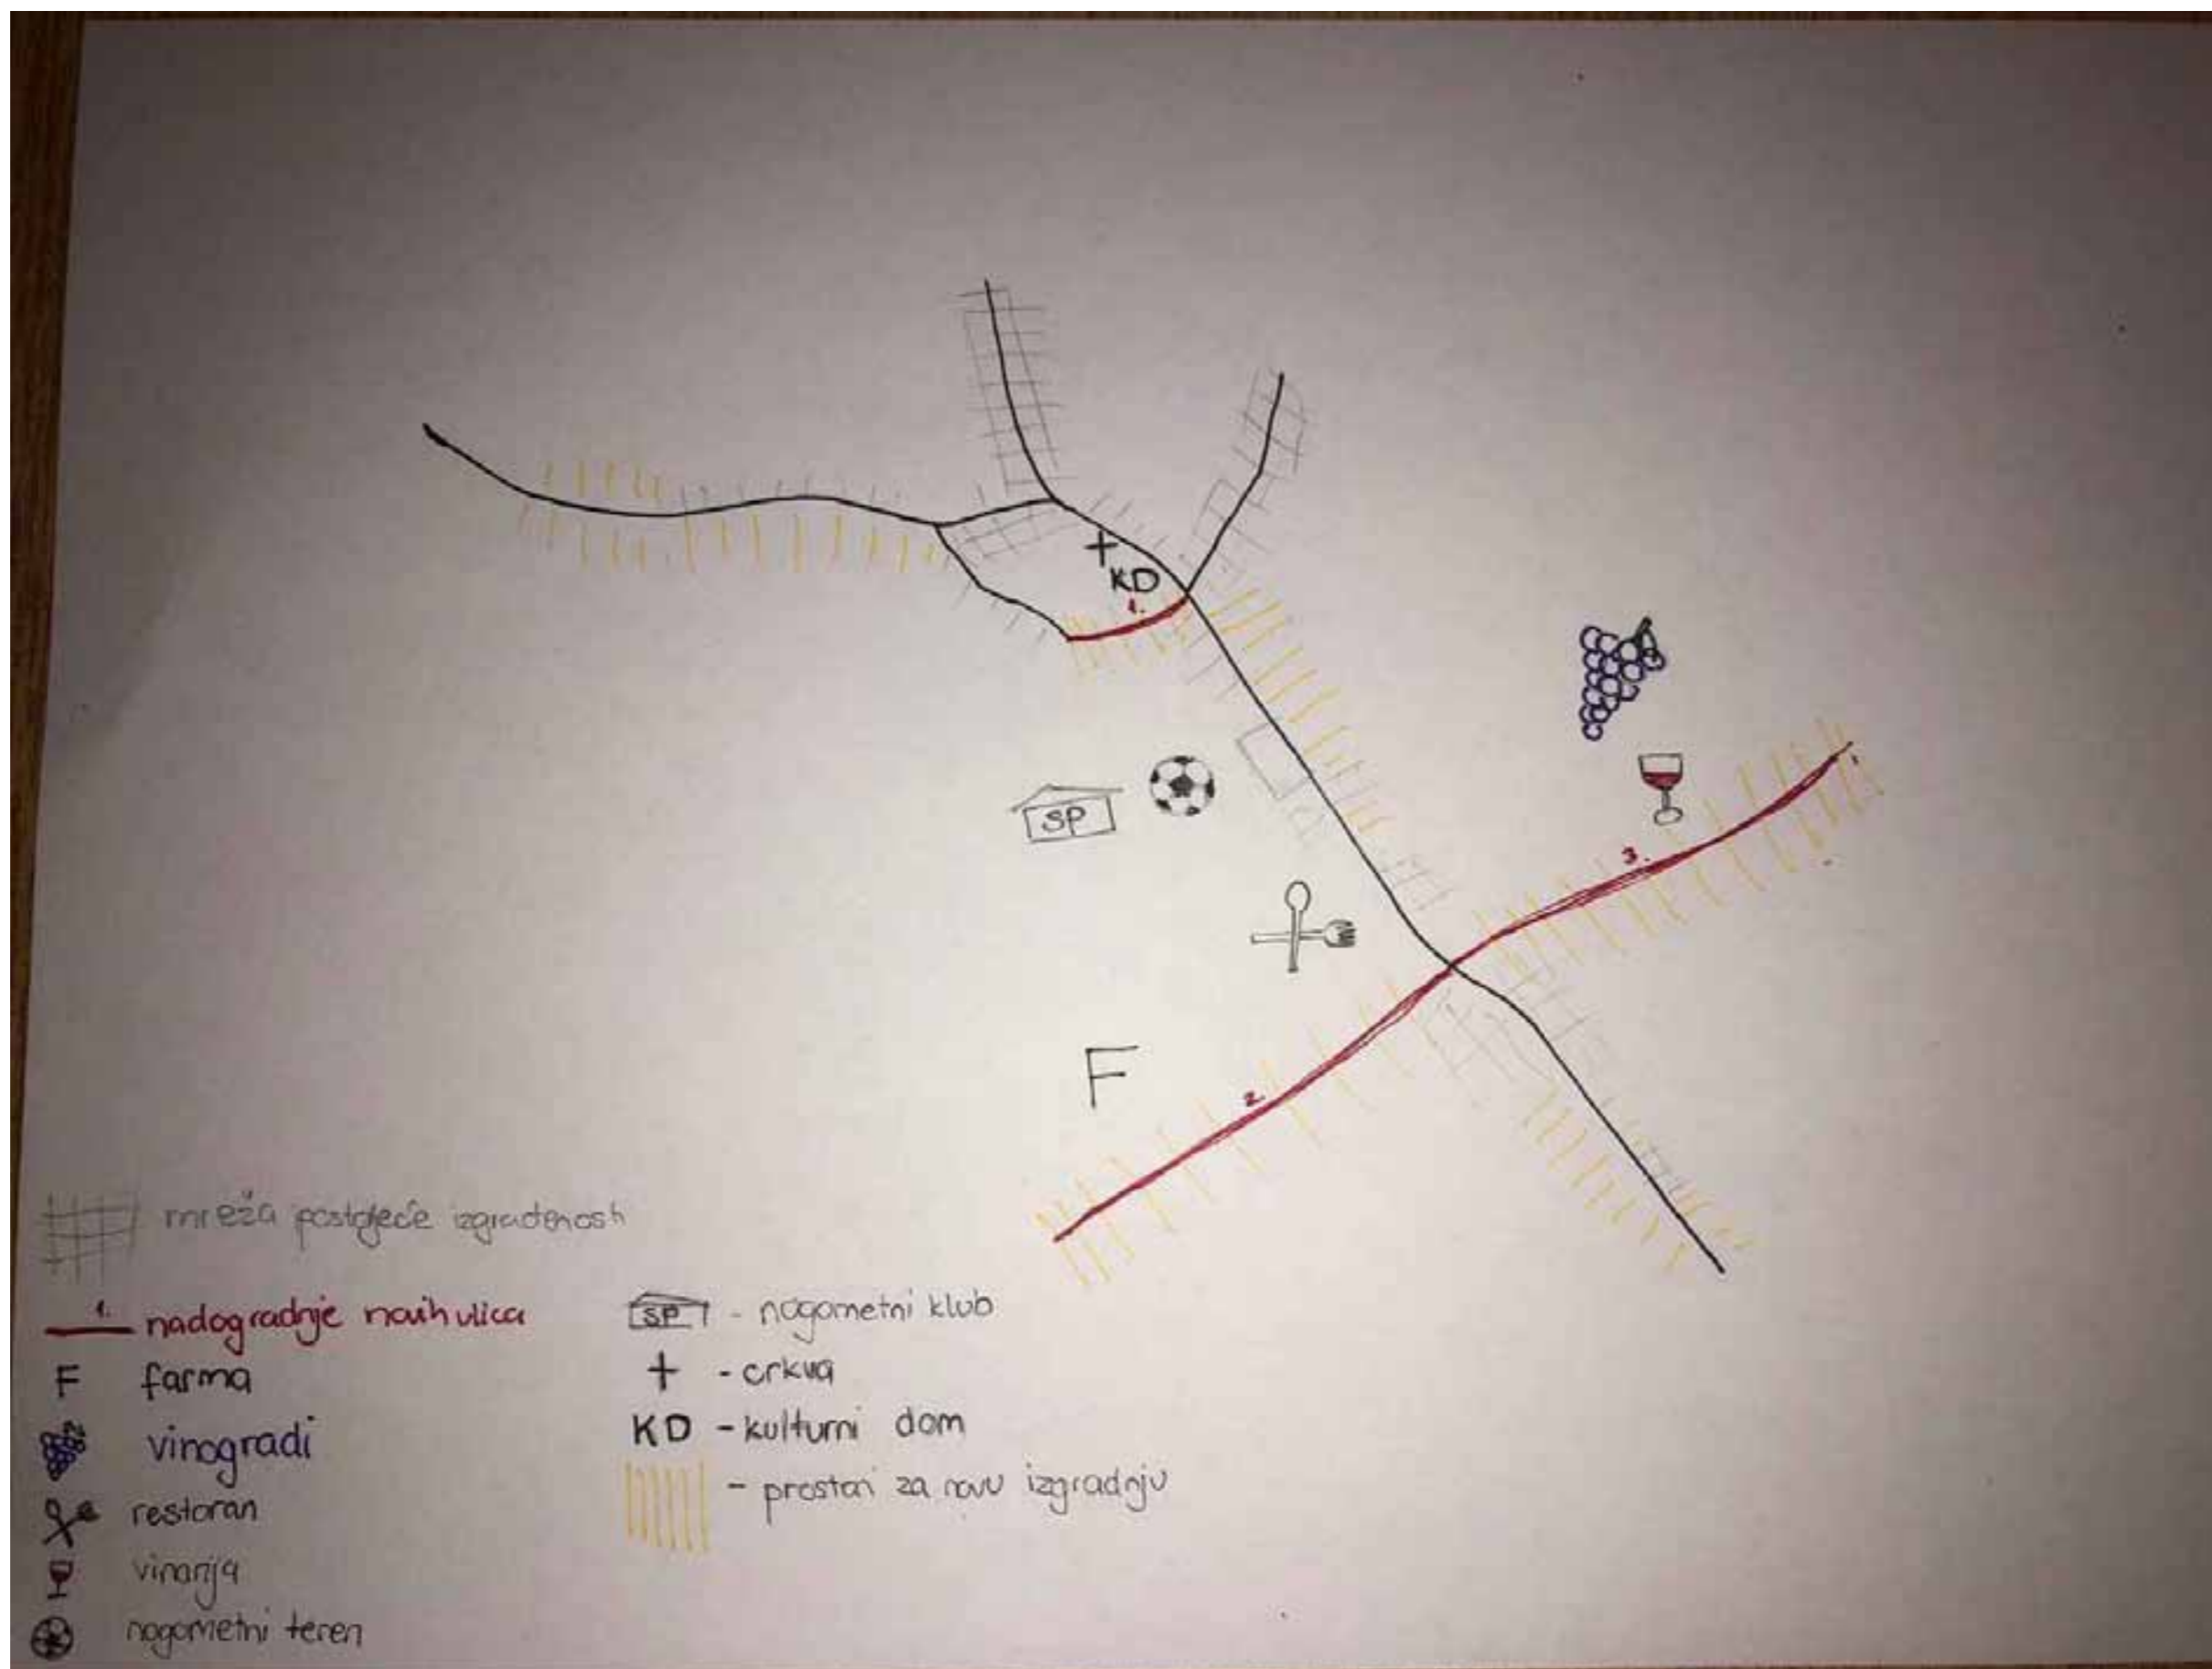 +
KD
1.
SP
3.
F
2.
mreža postojeće izgrađenosti
1. nadogradnje novih ulica
F farma
vinogradi
restoran
vinarija
nogometni teren
SP - nogometni klub
+ - crkva
KD - kulturni dom
- prostori za novu izgradnju